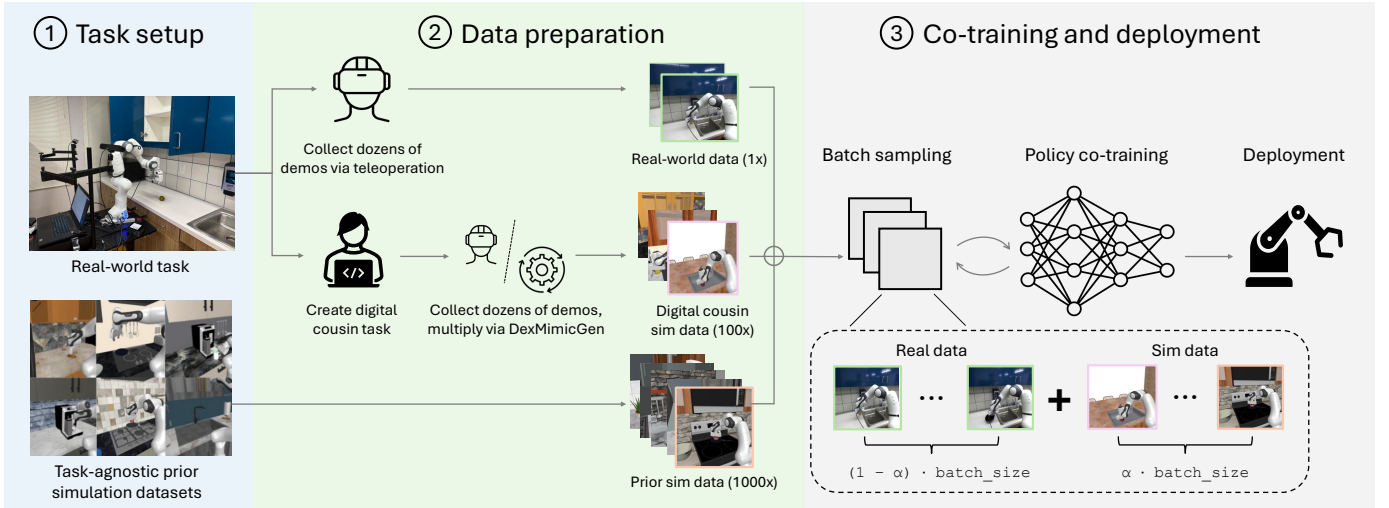 1 Task setup
2 Data preparation
3 Co-training and deployment
Real-world task
Task-agnostic prior
simulation datasets
Collect dozens of
demos via teleoperation
</>
Create digital
cousin task
Collect dozens of demos,
multiply via DexMimicGen
Real-world data (1x)
Digital cousin
sim data (100x)
Prior sim data (1000x)
Batch sampling
Policy co-training
Deployment
Real data
Sim data
... + ...
(1 - α) · batch_size
α · batch_size